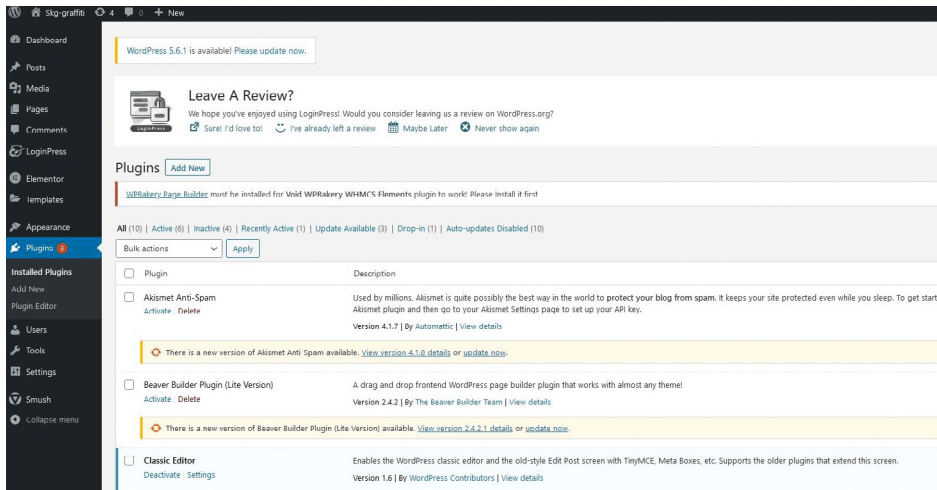 Skg-graffiti 4 0 + New
Dashboard
Posts
Media
Pages
Comments
LoginPress
Elementor
Templates
Appearance
Plugins 3
Installed Plugins
Add New
Plugin Editor
Users
Tools
Settings
Smush
Collapse menu
WordPress 5.6.1 is available! Please update now.
LoginPress
Leave A Review?
We hope you've enjoyed using LoginPress! Would you consider leaving us a review on WordPress.org?
Sure! I'd love to! I've already left a review Maybe Later Never show again
Plugins Add New
WPBakery Page Builder must be installed for Void WPBakery WHMCS Elements plugin to work! Please install it first
All (10) | Active (6) | Inactive (4) | Recently Active (1) | Update Available (3) | Drop-in (1) | Auto-updates Disabled (10)
Bulk actions Apply
Plugin Description
Akismet Anti-Spam Used by millions. Akismet is quite possibly the best way in the world to protect your blog from spam. It keeps your site protected even while you sleep. To get start
Activate | Delete Akismet plugin and then go to your Akismet Settings page to set up your API key.
Version 4.1.7 | By Automattic | View details
There is a new version of Akismet Anti Spam available. View version 4.1.8 details or update now.
Beaver Builder Plugin (Lite Version) A drag and drop frontend WordPress page builder plugin that works with almost any theme!
Activate | Delete Version 2.4.2 | By The Beaver Builder Team | View details
There is a new version of Beaver Builder Plugin (Lite Version) available. View version 2.4.2.1 details or update now.
Classic Editor Enables the WordPress classic editor and the old-style Edit Post screen with TinyMCE, Meta Boxes, etc. Supports the older plugins that extend this screen.
Deactivate | Settings Version 1.6 | By WordPress Contributors | View details